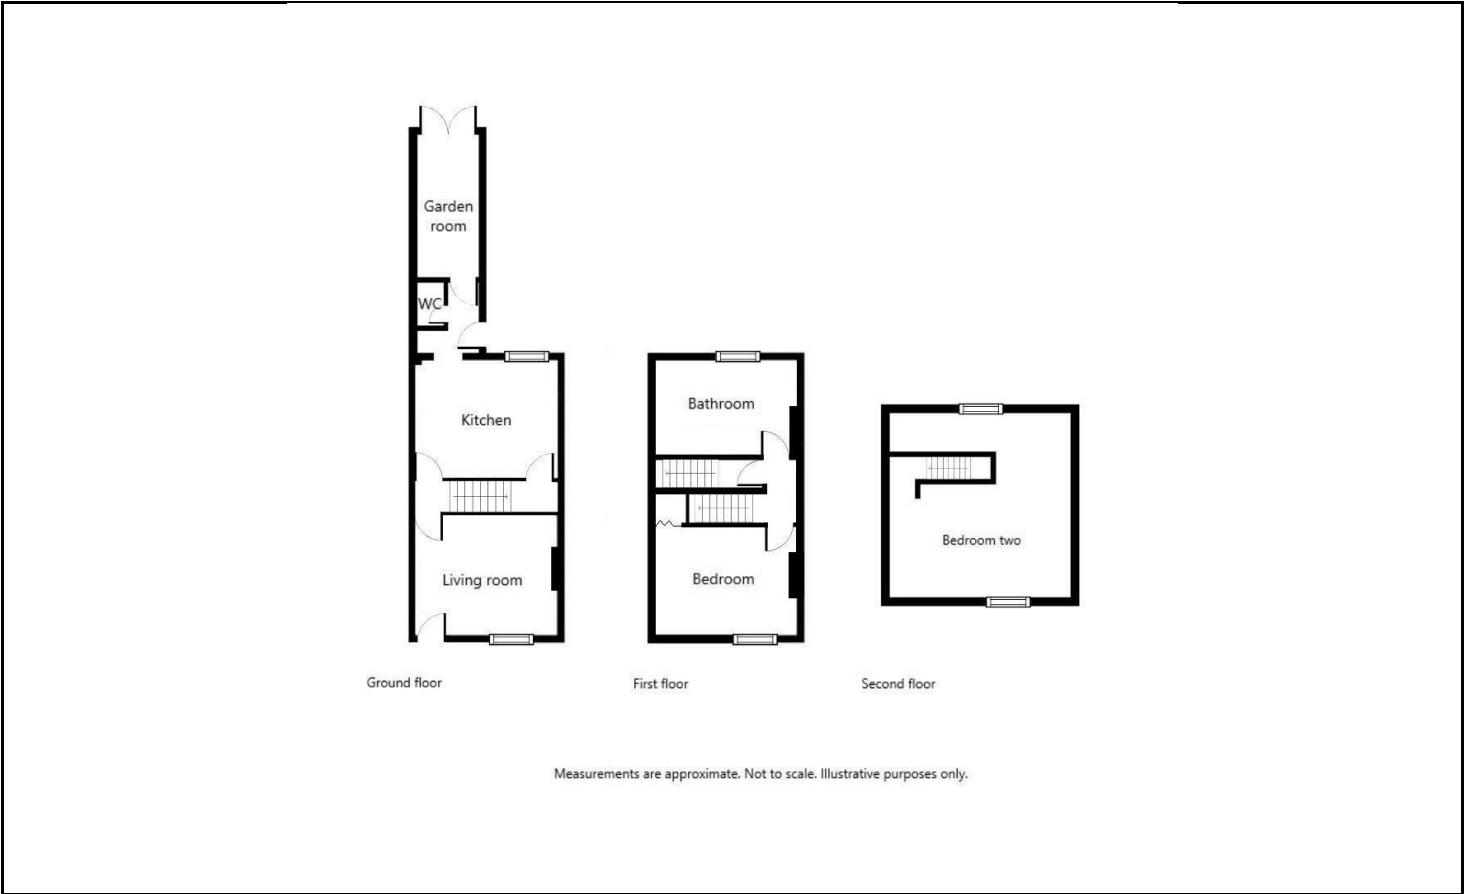 Garden
room
WC
Kitchen
Living room
Ground floor
Bathroom
Bedroom
First floor
Bedroom two
Second floor
Measurements are approximate. Not to scale. Illustrative purposes only.